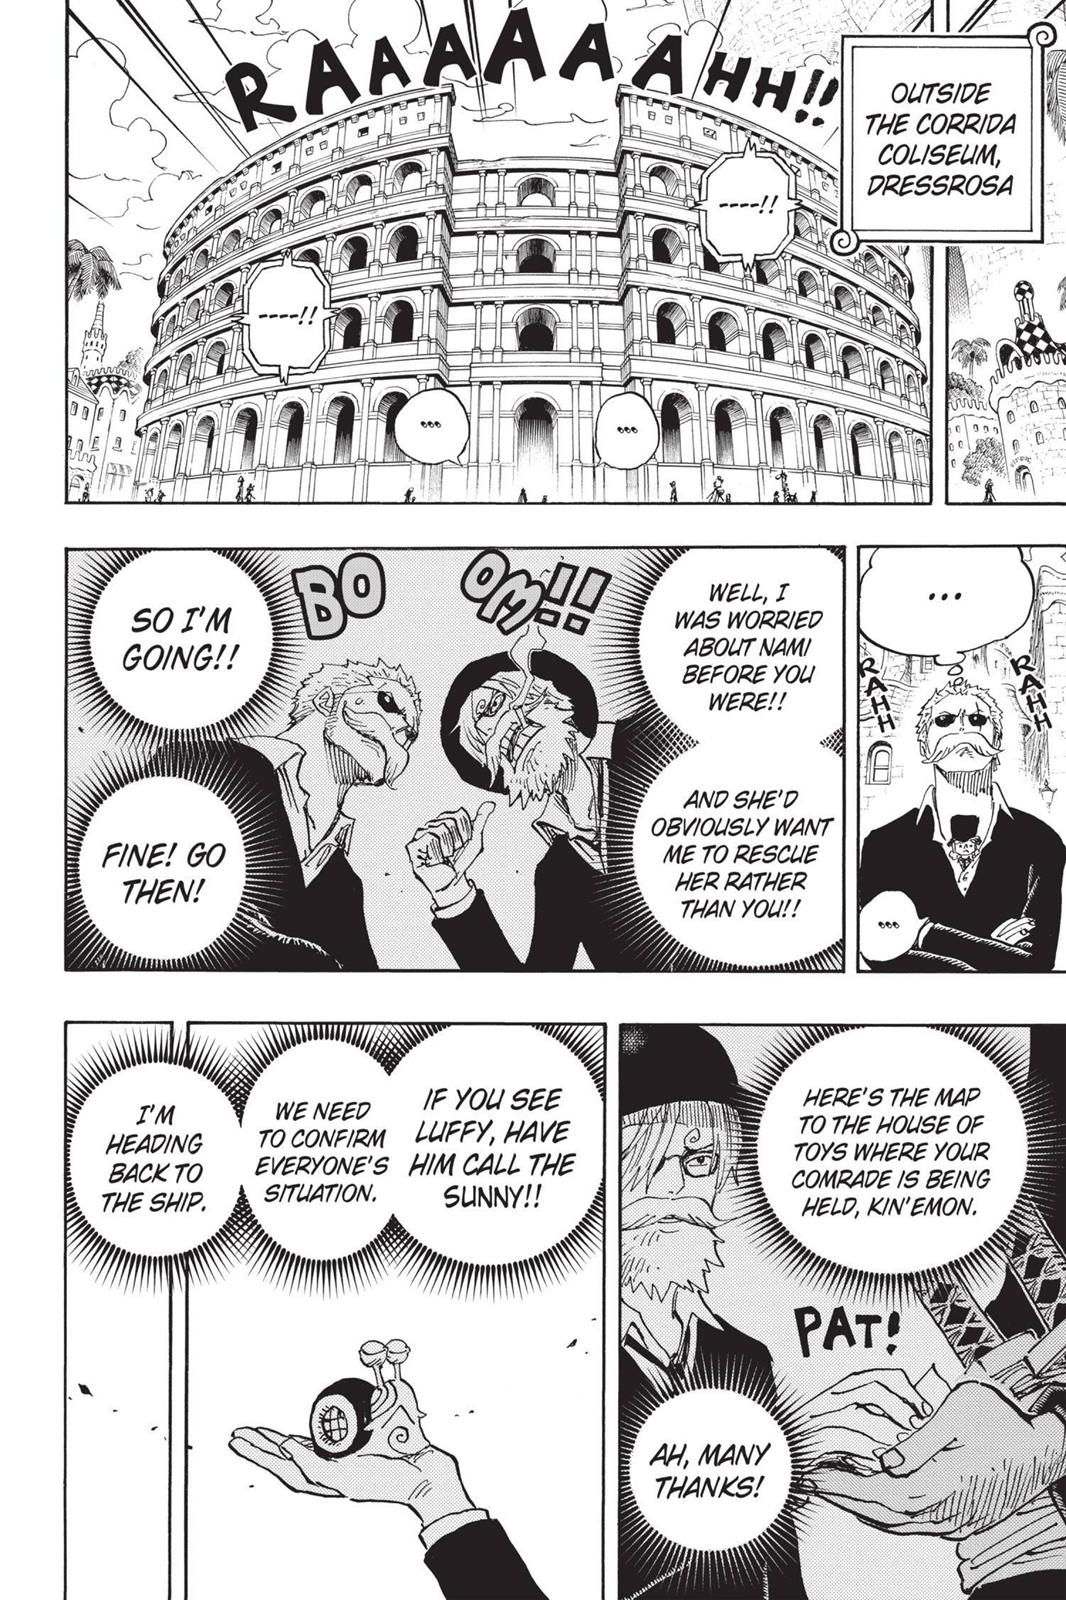 OUTSIDE
THE CORRIDA
COLISEUM,
DRESSROSA
RAAAAAAAHH!!
-----!!
-----!!
...
...
...
RAHH
RAHH
...
WELL, I
WAS WORRIED
ABOUT NAMI
BEFORE YOU
WERE!!
AND SHE'D
OBVIOUSLY WANT
ME TO RESCUE
HER RATHER
THAN YOU!!
BOOM!!
SO I'M
GOING!!
FINE! GO
THEN!
HERE'S THE MAP
TO THE HOUSE OF
TOYS WHERE YOUR
COMRADE IS BEING
HELD, KIN'EMON.
PAT!
AH, MANY
THANKS!
IF YOU SEE
LUFFY, HAVE
HIM CALL THE
SUNNY!!
WE NEED
TO CONFIRM
EVERYONE'S
SITUATION.
I'M
HEADING
BACK TO
THE SHIP.